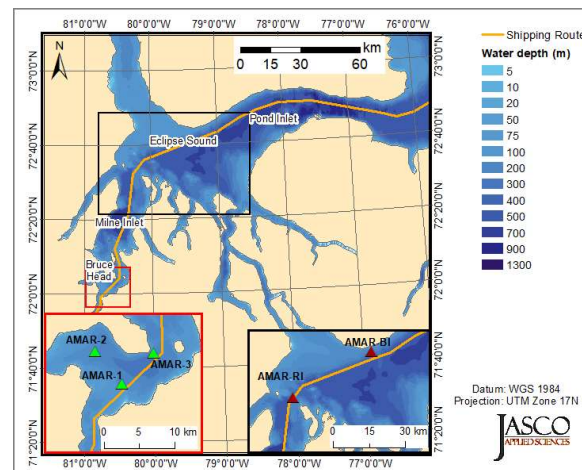 81°0'0"W 80°0'0"W 79°0'0"W 78°0'0"W 77°0'0"W 76°0'0"W
N
km
0 15 30 60
73°0'0"N
72°40'0"N
72°20'0"N
72°0'0"N
71°40'0"N
71°20'0"N
Pond Inlet
Eclipse Sound
Milne Inlet
Bruce
Head
AMAR-2
AMAR-1
AMAR-3
0 5 10 km
AMAR-BI
AMAR-RI
0 15 30 km
73°0'0"N
72°40'0"N
72°20'0"N
72°0'0"N
71°40'0"N
71°20'0"N
81°0'0"W 80°0'0"W 79°0'0"W 78°0'0"W 77°0'0"W
Shipping Route
Water depth (m)
5
10
20
50
75
100
200
300
400
500
700
900
1300
Datum: WGS 1984
Projection: UTM Zone 17N
JASCO
APPLIED SCIENCES